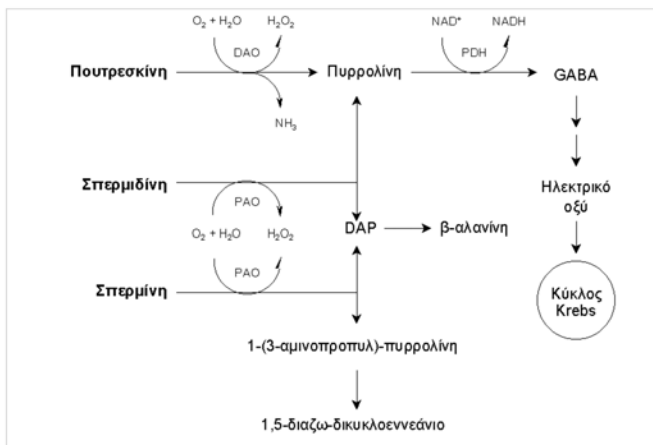 O₂ + H₂O H₂O₂ NAD⁺ NADH
DAO PDH
Πουτρεσκίνη Πυρρολίνη GABA
NH₃
Σπερμιδίνη Ηλεκτρικό
οξύ
PAO
O₂ + H₂O H₂O₂ DAP β-αλανίνη
PAO
Σπερμίνη Κύκλος
Krebs
1-(3-αμινοπροπυλ)-πυρρολίνη
1,5-διαζω-δικυκλοεννεάνιο